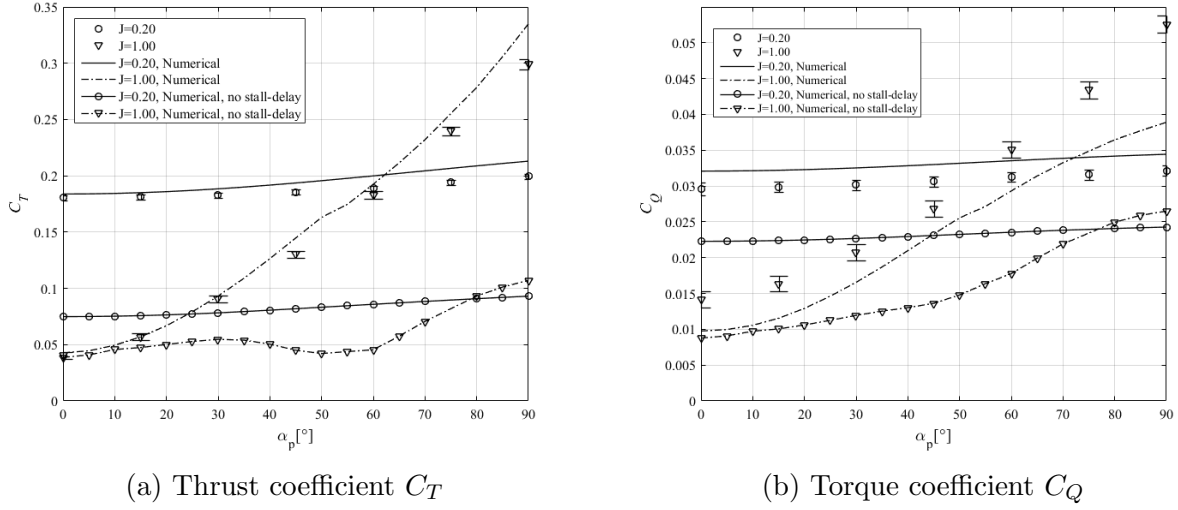 J=0.20
J=1.00
J=0.20, Numerical
J=1.00, Numerical
J=0.20, Numerical, no stall-delay
J=1.00, Numerical, no stall-delay
0.35
0.3
0.25
0.2
0.15
0.1
0.05
0
C_T
0 10 20 30 40 50 60 70 80 90
α_p[°]
(a) Thrust coefficient C_T
J=0.20
J=1.00
J=0.20, Numerical
J=1.00, Numerical
J=0.20, Numerical, no stall-delay
J=1.00, Numerical, no stall-delay
0.05
0.045
0.04
0.035
0.03
0.025
0.02
0.015
0.01
0.005
0
C_Q
0 10 20 30 40 50 60 70 80 90
α_p[°]
(b) Torque coefficient C_Q